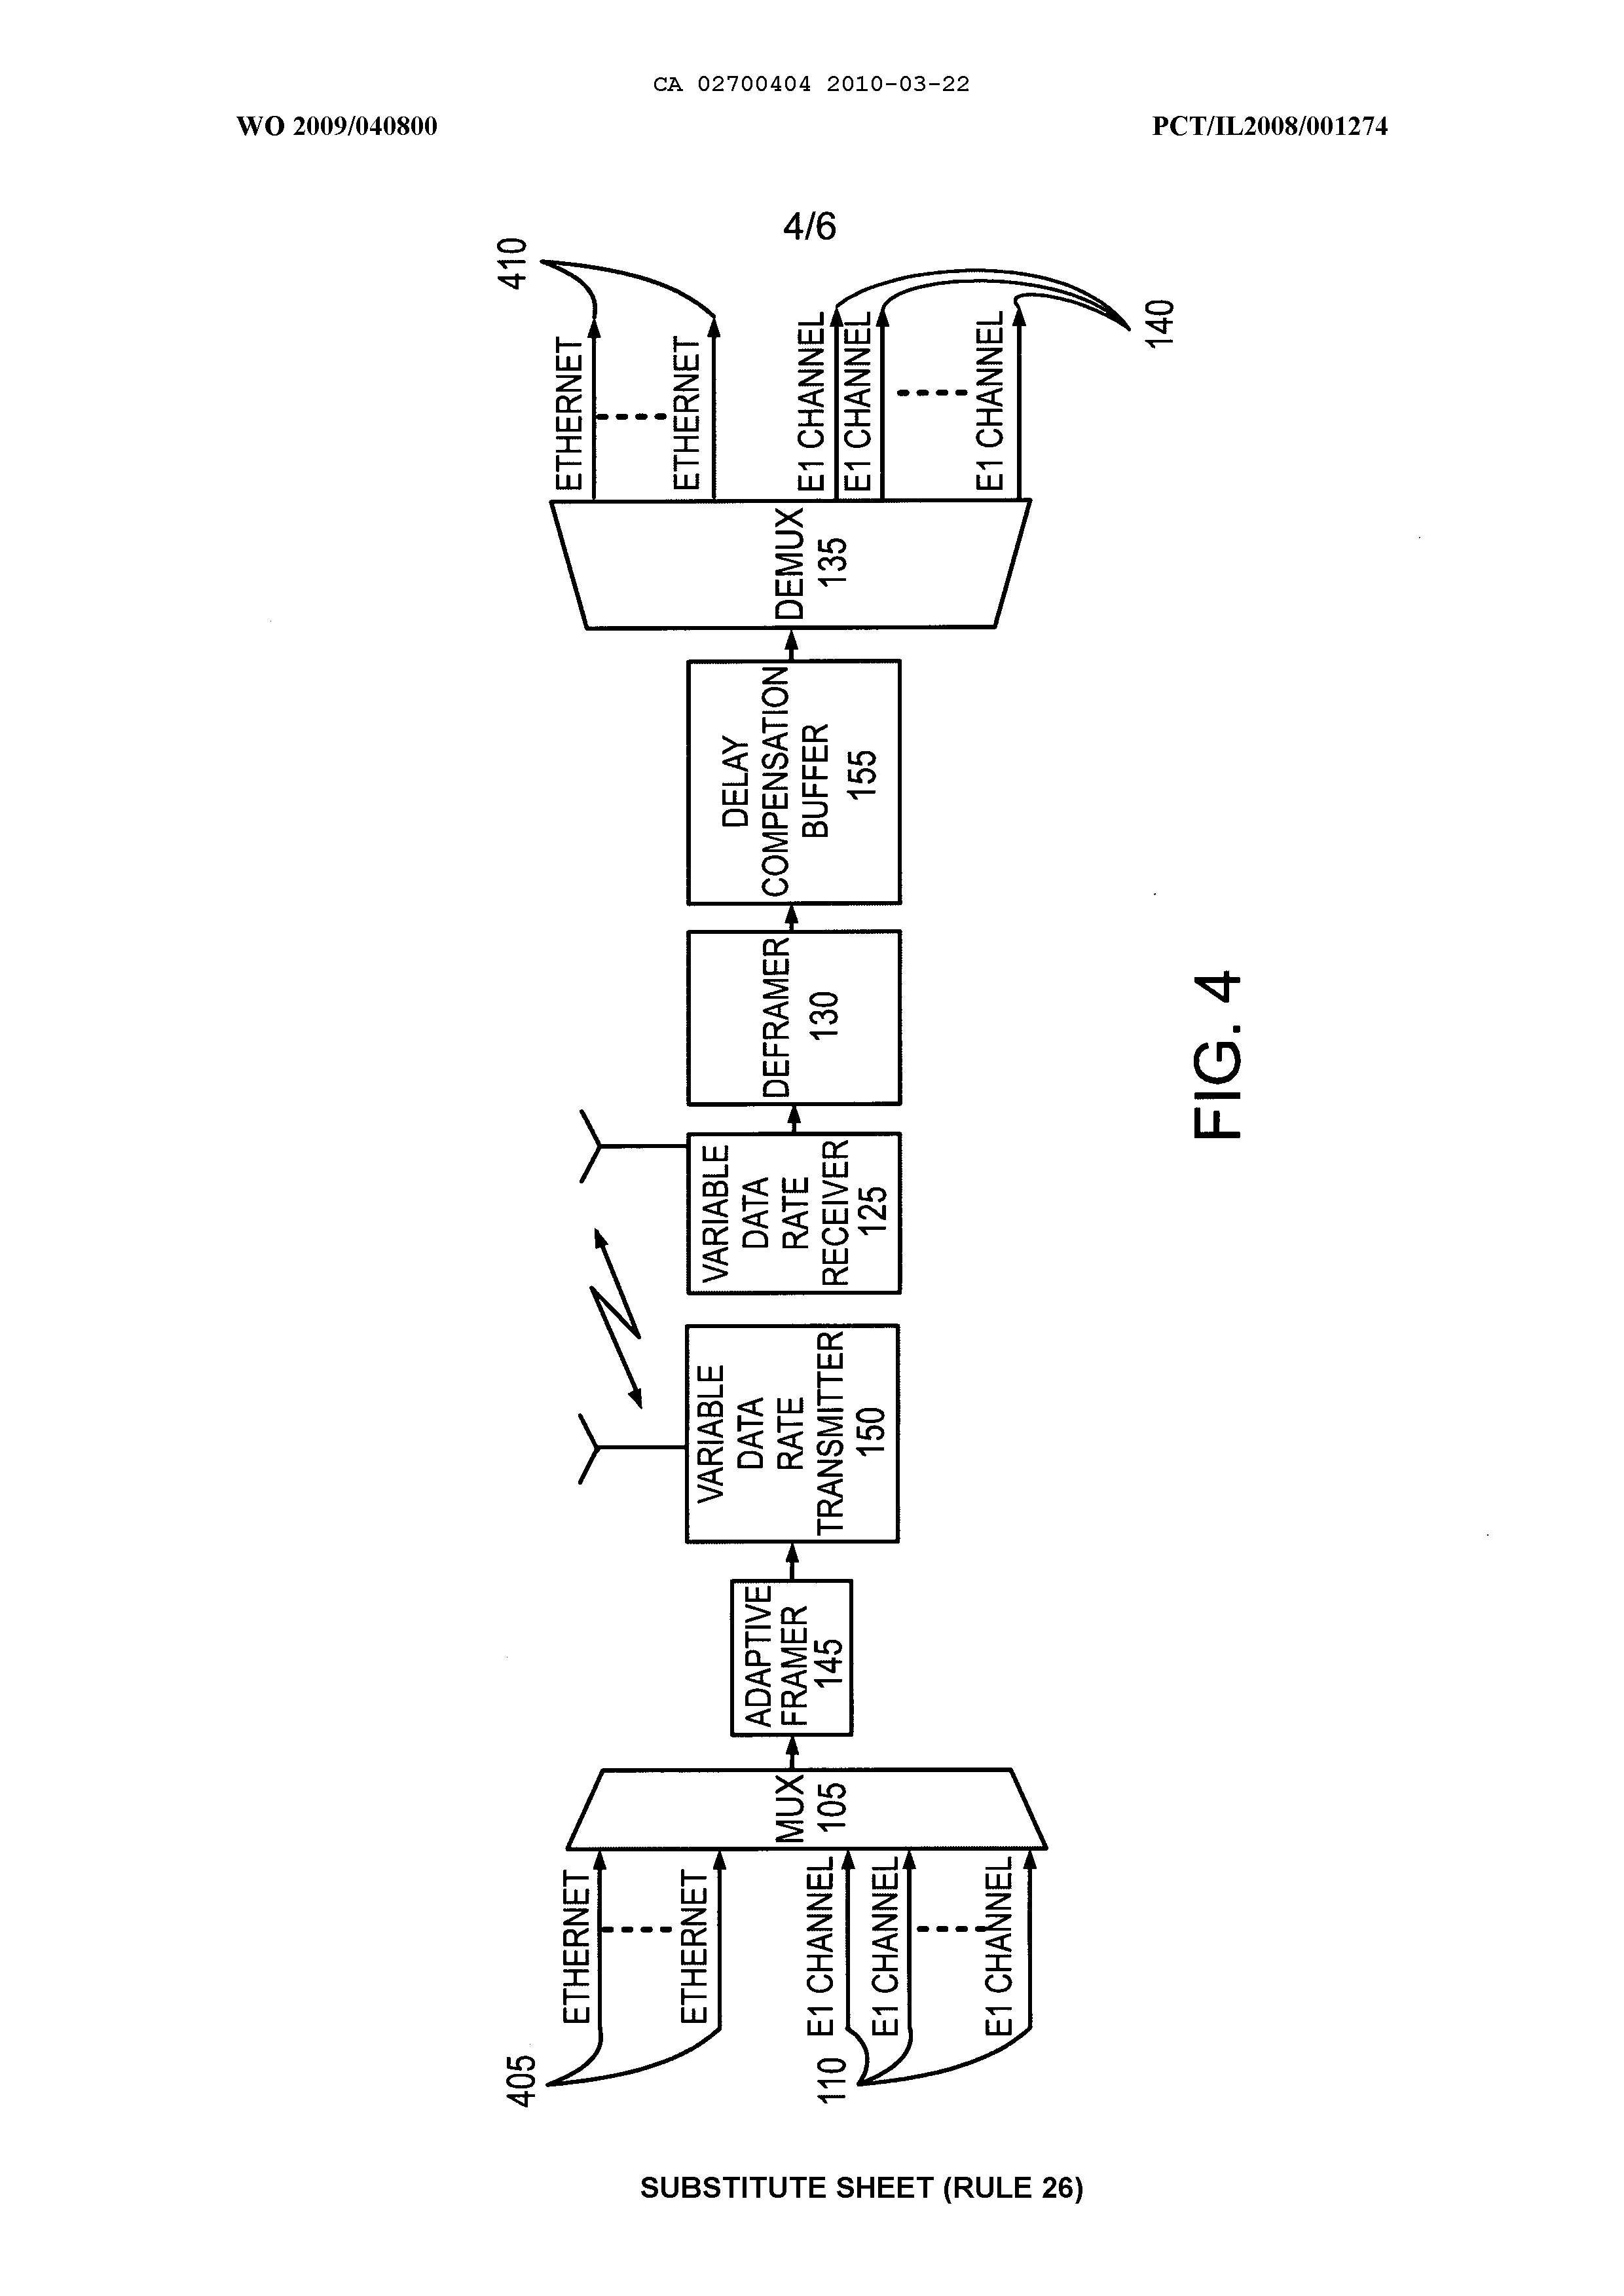 CA 02700404 2010-03-22
WO 2009/040800
PCT/IL2008/001274
4/6
405
ETHERNET
ETHERNET
110
E1 CHANNEL
E1 CHANNEL
E1 CHANNEL
MUX
105
ADAPTIVE
FRAMER
145
VARIABLE
DATA
RATE
TRANSMITTER
150
VARIABLE
DATA
RATE
RECEIVER
125
DEFRAMER
130
DELAY
COMPENSATION
BUFFER
155
DEMUX
135
ETHERNET
ETHERNET
410
E1 CHANNEL
E1 CHANNEL
E1 CHANNEL
140
FIG. 4
SUBSTITUTE SHEET (RULE 26)